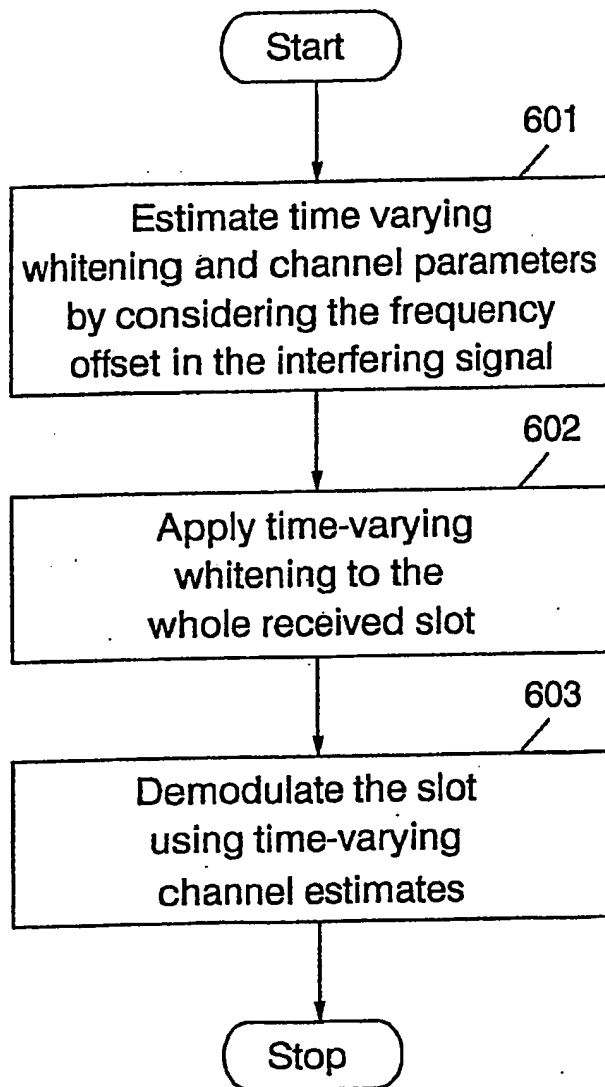 Start
601
Estimate time varying
whitening and channel parameters
by considering the frequency
offset in the interfering signal
602
Apply time-varying
whitening to the
whole received slot
603
Demodulate the slot
using time-varying
channel estimates
Stop